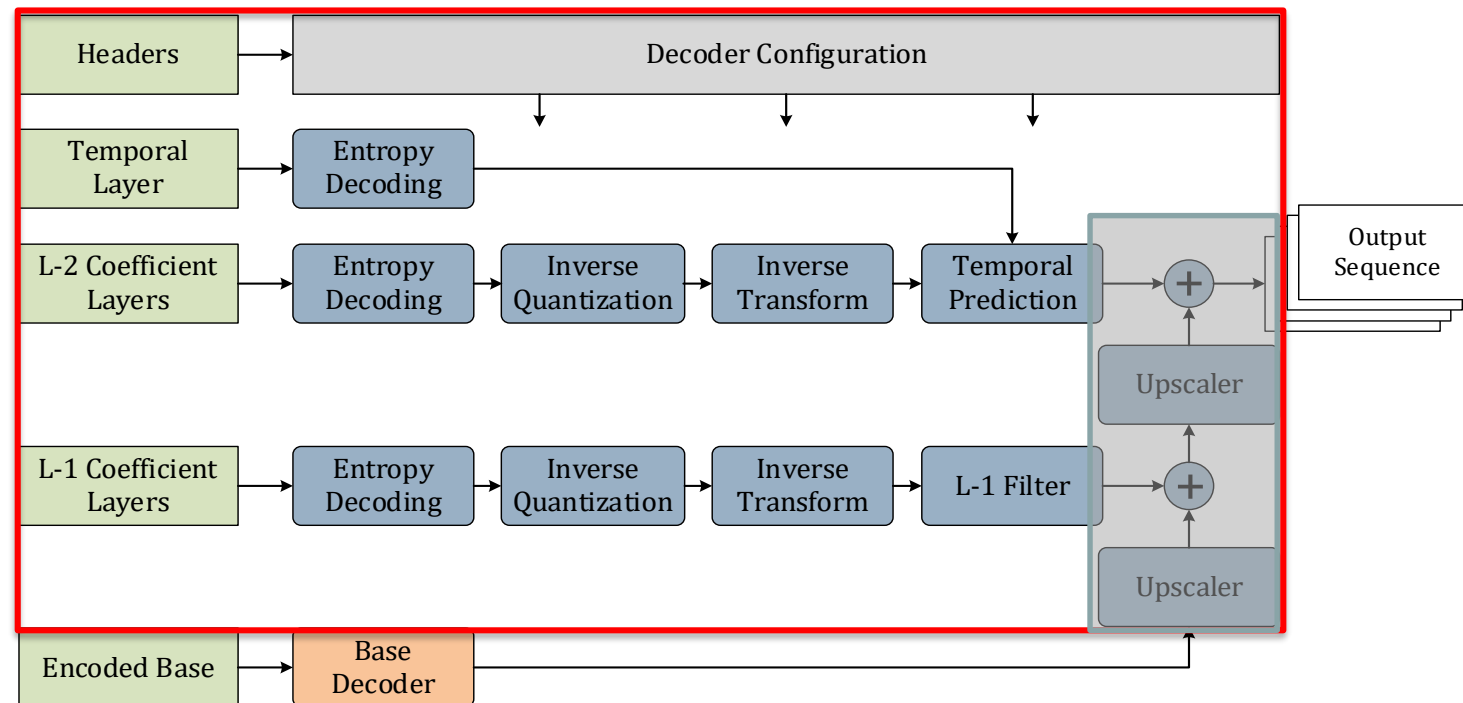 Headers
Decoder Configuration
Temporal
Layer
Entropy
Decoding
L-2 Coefficient
Layers
Entropy
Decoding
Inverse
Quantization
Inverse
Transform
Temporal
Prediction
+
Output
Sequence
Upscaler
L-1 Coefficient
Layers
Entropy
Decoding
Inverse
Quantization
Inverse
Transform
L-1 Filter
+
Upscaler
Encoded Base
Base
Decoder